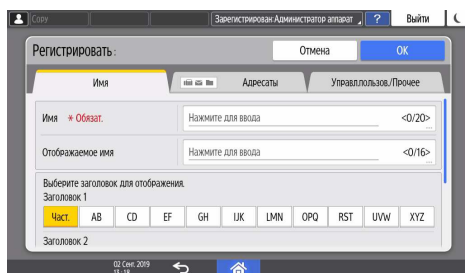 Copy
Зарегистрирован:Администратор аппарат
?
Выйти
Регистрировать:
Отмена
OK
Имя
Адресаты
Управл.пользов./Прочее
Имя * Обязат.
Нажмите для ввода
<0/20>
Отображаемое имя
Нажмите для ввода
<0/16>
Выберите заголовок для отображения.
Заголовок 1
Част.
AB
CD
EF
GH
IJK
LMN
OPQ
RST
UVW
XYZ
Заголовок 2
02 Сент. 2019